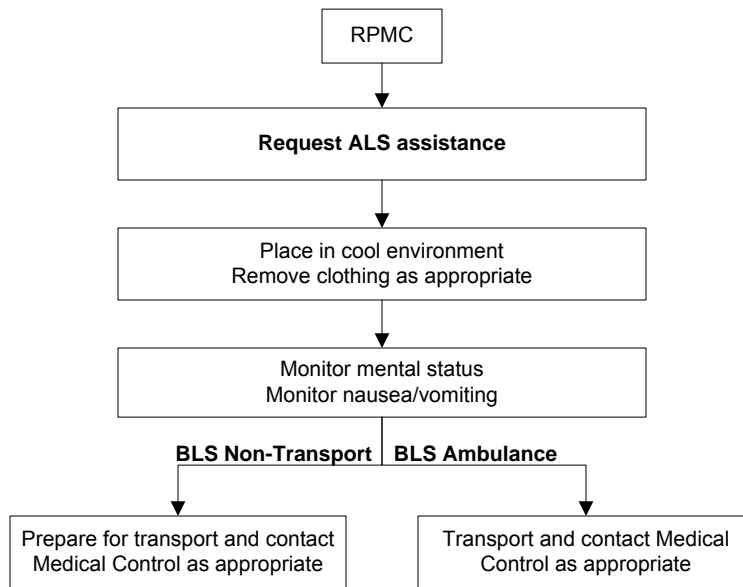 RPMC
Request ALS assistance
Place in cool environment
Remove clothing as appropriate
Monitor mental status
Monitor nausea/vomiting
BLS Non-Transport
BLS Ambulance
Prepare for transport and contact
Medical Control as appropriate
Transport and contact Medical
Control as appropriate